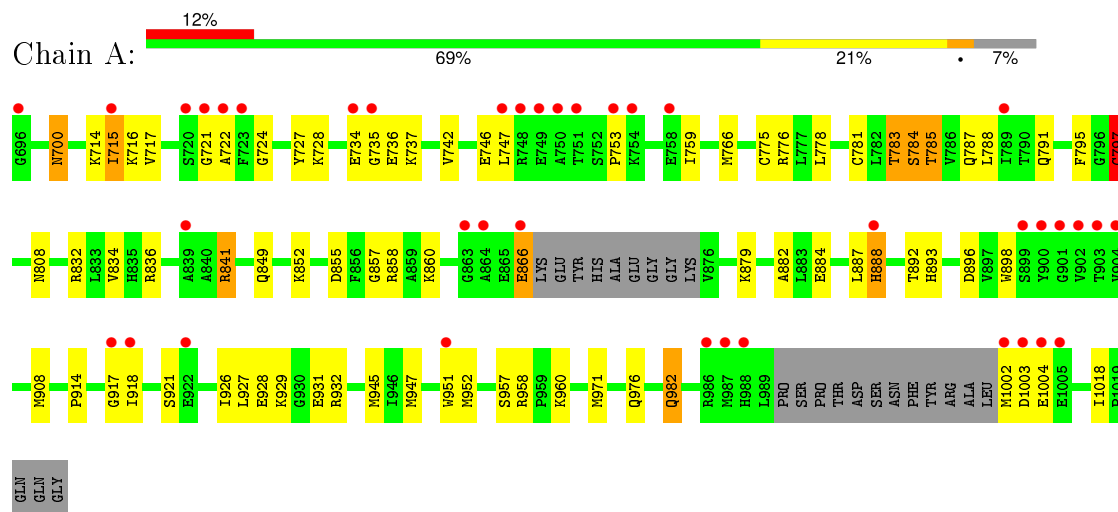 12%
Chain A:
69% 21% • 7%
G696 N700 K714 I715 K716 V717 S720 G721 A722 F723 G724 Y727 K728 E734 G735 E736 K737 V742 E746 L747 R748 E749 A750 T751 S752 P753 K754 E758 I759 M766 C775 R776 L777 L778 C781 L782 T783 S784 T785 V786 Q787 L788 I789 T790 Q791 F795 G796
N808 R832 L833 V834 H835 R836 A839 A840 R841 Q849 K852 D855 F856 G857 R858 A859 K860 G863 A864 E865 E866 LYS GLU TYR HIS ALA GLU GLY GLY LYS V876 K879 A882 L883 E884 L887 H888 T892 H893 D896 V897 W898 S899 Y900 G901 V902 T903
M908 P914 G917 I918 S921 E922 I926 L927 E928 K929 G930 E931 R932 M945 I946 M947 W951 M952 S957 R958 P959 K960 M971 Q976 Q982 R986 M987 H988 L989 PRO SER PRO THR ASP SER ASN PHE TYR ARG ALA LEU M1002 D1003 E1004 E1005 I1018
GLN GLN GLY